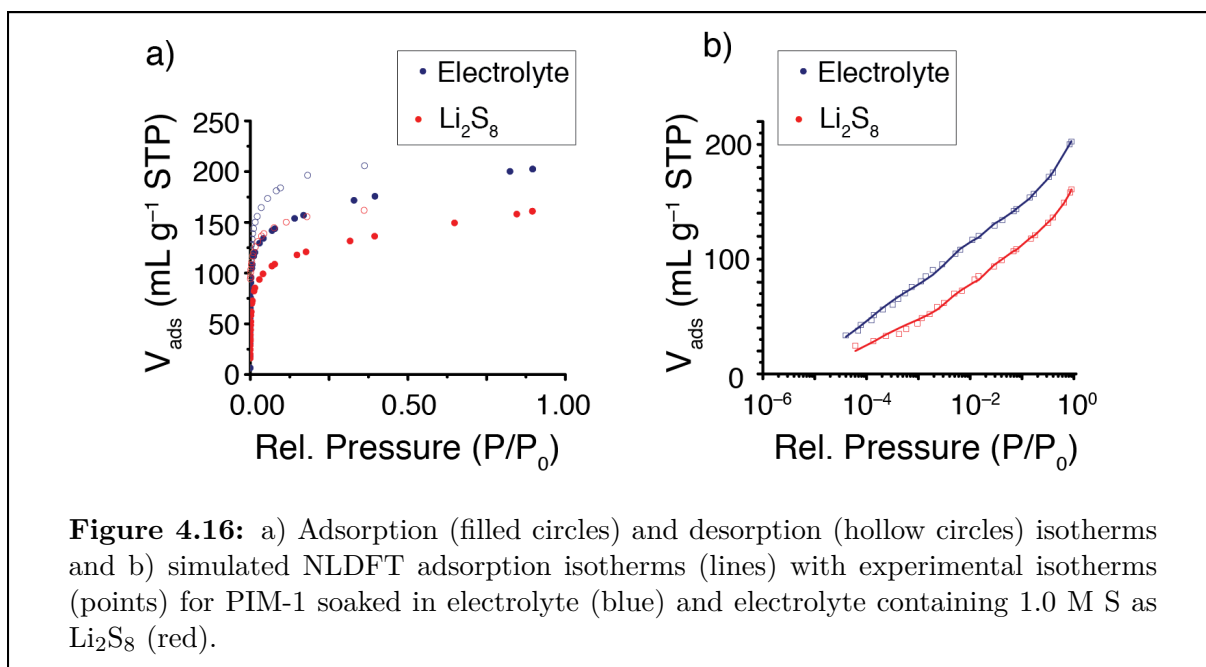 a)
Electrolyte
Li₂S₈
V_ads (mL g⁻¹ STP)
250
200
150
100
50
0
0.00 0.50 1.00
Rel. Pressure (P/P₀)
b)
Electrolyte
Li₂S₈
V_ads (mL g⁻¹ STP)
200
100
0
10⁻⁶ 10⁻⁴ 10⁻² 10⁰
Rel. Pressure (P/P₀)
Figure 4.16: a) Adsorption (filled circles) and desorption (hollow circles) isotherms
and b) simulated NLDFT adsorption isotherms (lines) with experimental isotherms
(points) for PIM-1 soaked in electrolyte (blue) and electrolyte containing 1.0 M S as
Li₂S₈ (red).